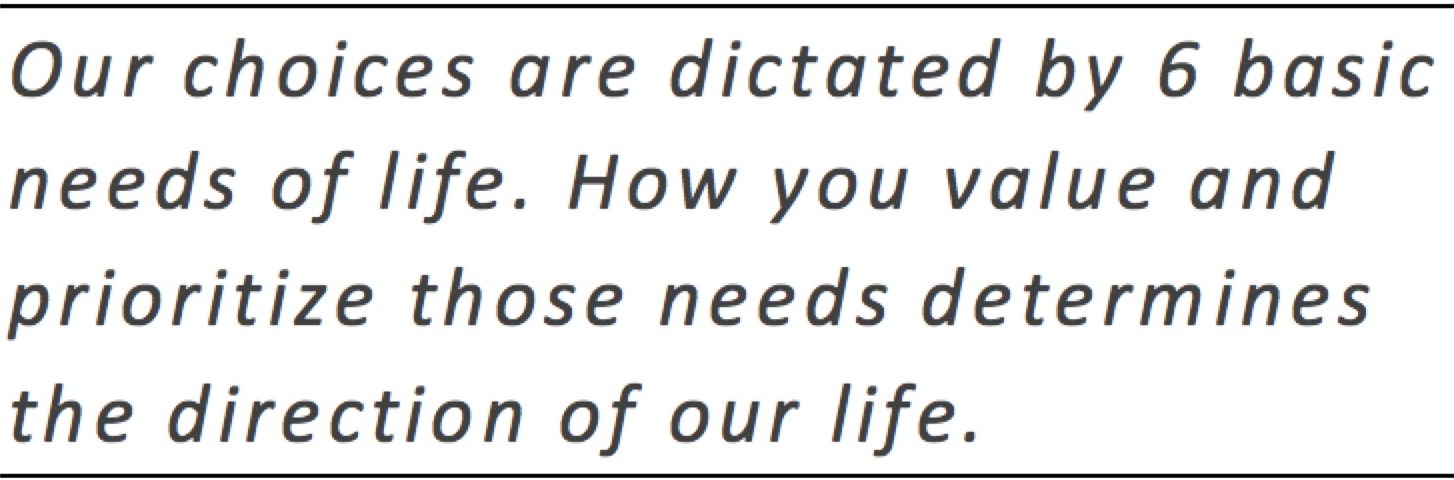 Our choices are dictated by 6 basic
needs of life. How you value and
prioritize those needs determines
the direction of our life.